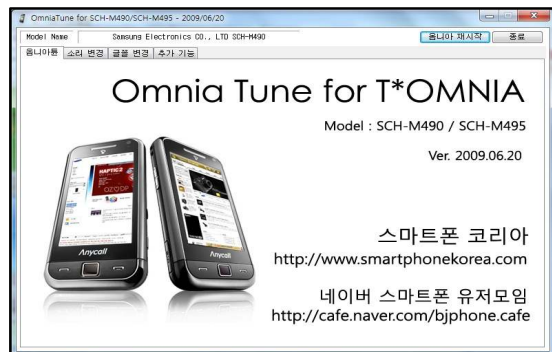 OmniaTune for SCH-M490/SCH-M495 - 2009/06/20
Model Name Samsung Electronics CO., LTD SCH-M490 옴니아 재시작 종료
옴니아튠 소리 변경 글꼴 변경 추가 기능
Omnia Tune for T*OMNIA
Model : SCH-M490 / SCH-M495
Ver. 2009.06.20
HAPTIC2
OZOOP
Anycall
Anycall
스마트폰 코리아
http://www.smartphonekorea.com
네이버 스마트폰 유저모임
http://cafe.naver.com/bjphone.cafe